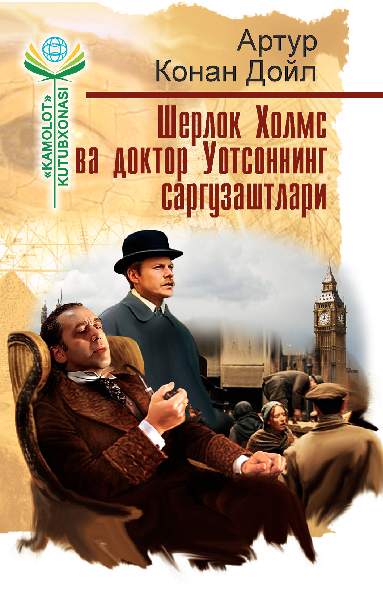 «KAMOLOT»
KUTUBXONASI
Артур
Конан Дойл
Шерлок Холмс
ва доктор Уотсоннинг
саргузаштлари